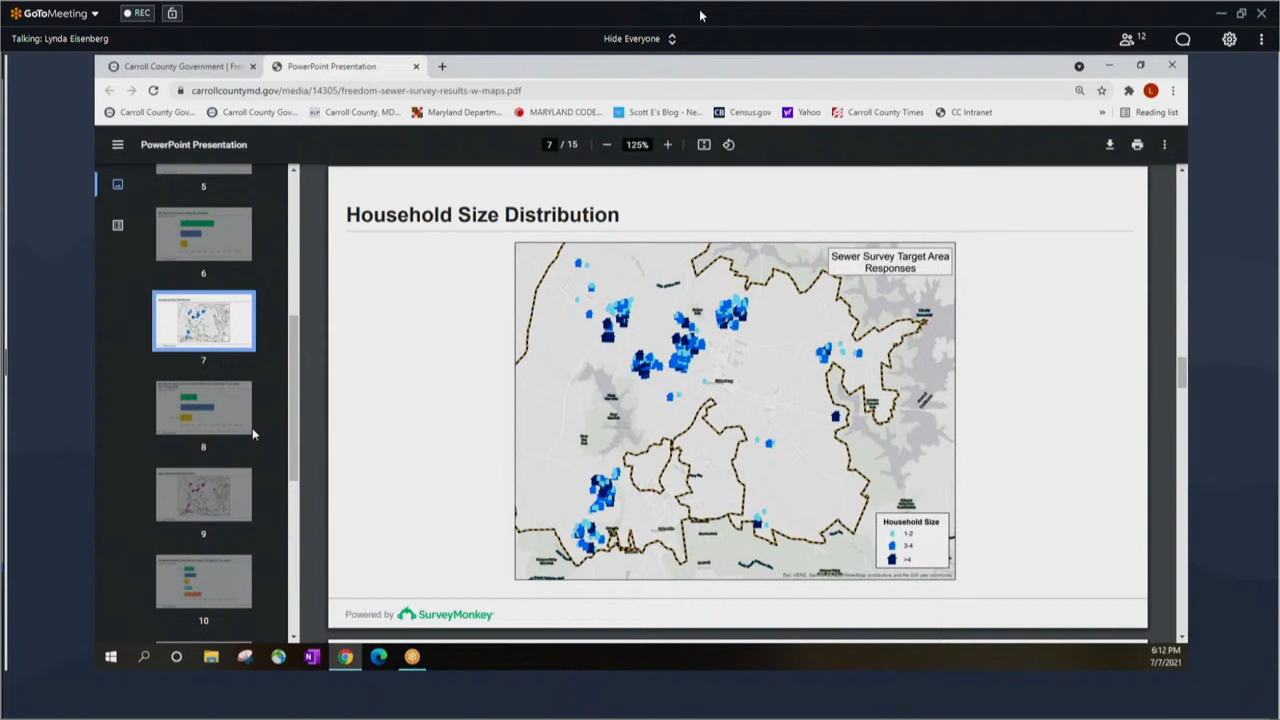 GoToMeeting
REC
Talking: Lynda Eisenberg
Hide Everyone
12
Carroll County Government | Fre
PowerPoint Presentation
carrollcountymd.gov/media/14305/freedom-sewer-survey-results-w-maps.pdf
Carroll County Gov...
Carroll County Gov...
Carroll County, MD...
Maryland Departm...
MARYLAND CODE...
Scott E's Blog - Ne...
Census.gov
Yahoo
Carroll County Times
CC Intranet
»
Reading list
PowerPoint Presentation
7 / 15
125%
5
6
7
8
9
10
Household Size Distribution
Sewer Survey Target Area
Responses
Household Size
1-2
3-4
>4
Powered by SurveyMonkey
6:12 PM
7/7/2021